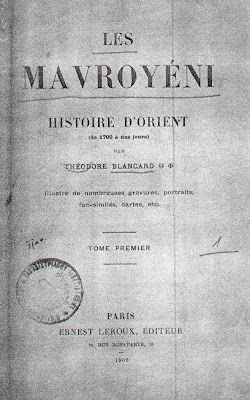 LES
MAVROYÉNI
HISTOIRE D'ORIENT
(de 1700 à nos jours)
PAR
THÉODORE BLANCARD
Illustré de nombreuses gravures, portraits,
fac-similés, cartes, etc.
TOME PREMIER
1
PARIS
ERNEST LEROUX, ÉDITEUR
28, RUE BONAPARTE, 28